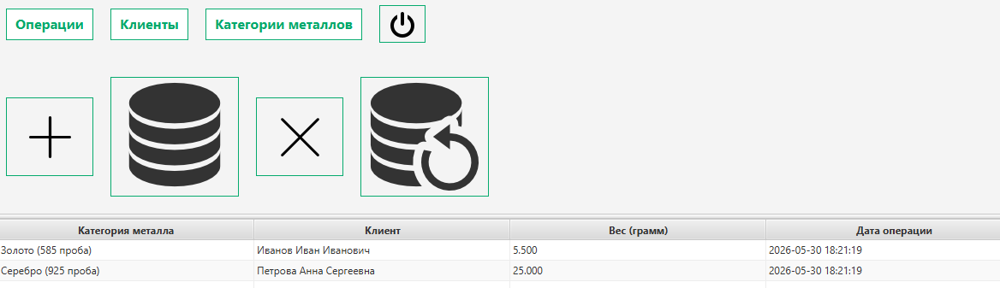 Операции Клиенты Категории металлов
Категория металла Клиент Вес (грамм) Дата операции
Золото (585 проба) Иванов Иван Иванович 5.500 2026-05-30 18:21:19
Серебро (925 проба) Петрова Анна Сергеевна 25.000 2026-05-30 18:21:19